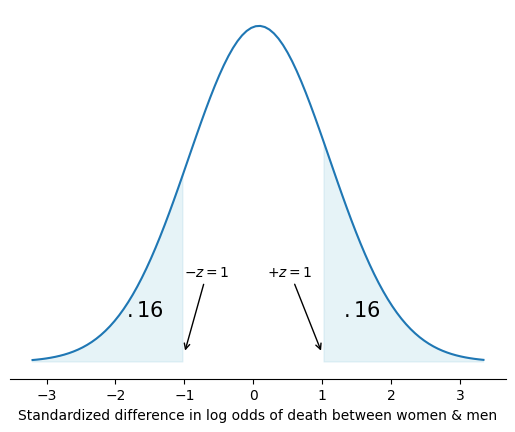 −z = 1
+z = 1
.16
.16
−3 −2 −1 0 1 2 3
Standardized difference in log odds of death between women & men